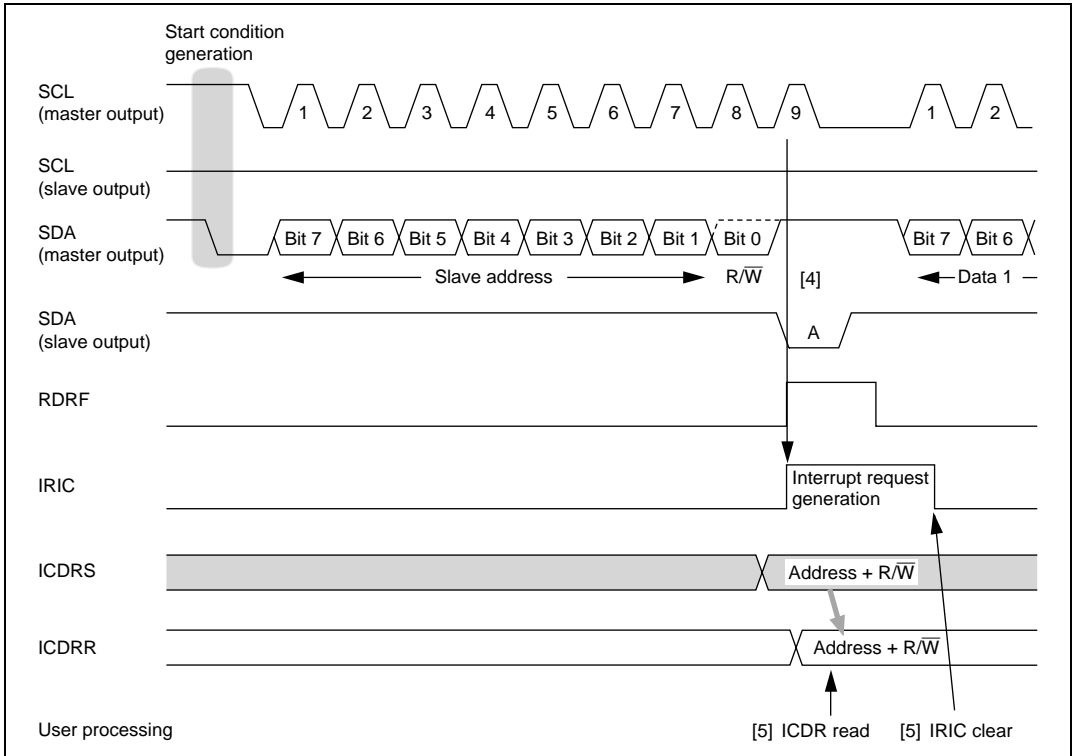 Start condition
generation
SCL
(master output)
1 2 3 4 5 6 7 8 9 1 2
SCL
(slave output)
SDA
(master output)
Bit 7 Bit 6 Bit 5 Bit 4 Bit 3 Bit 2 Bit 1 Bit 0 Bit 7 Bit 6
Slave address R/W̅ [4] Data 1
SDA
(slave output)
A
RDRF
IRIC
Interrupt request
generation
ICDRS
Address + R/W̅
ICDRR
Address + R/W̅
User processing
[5] ICDR read [5] IRIC clear